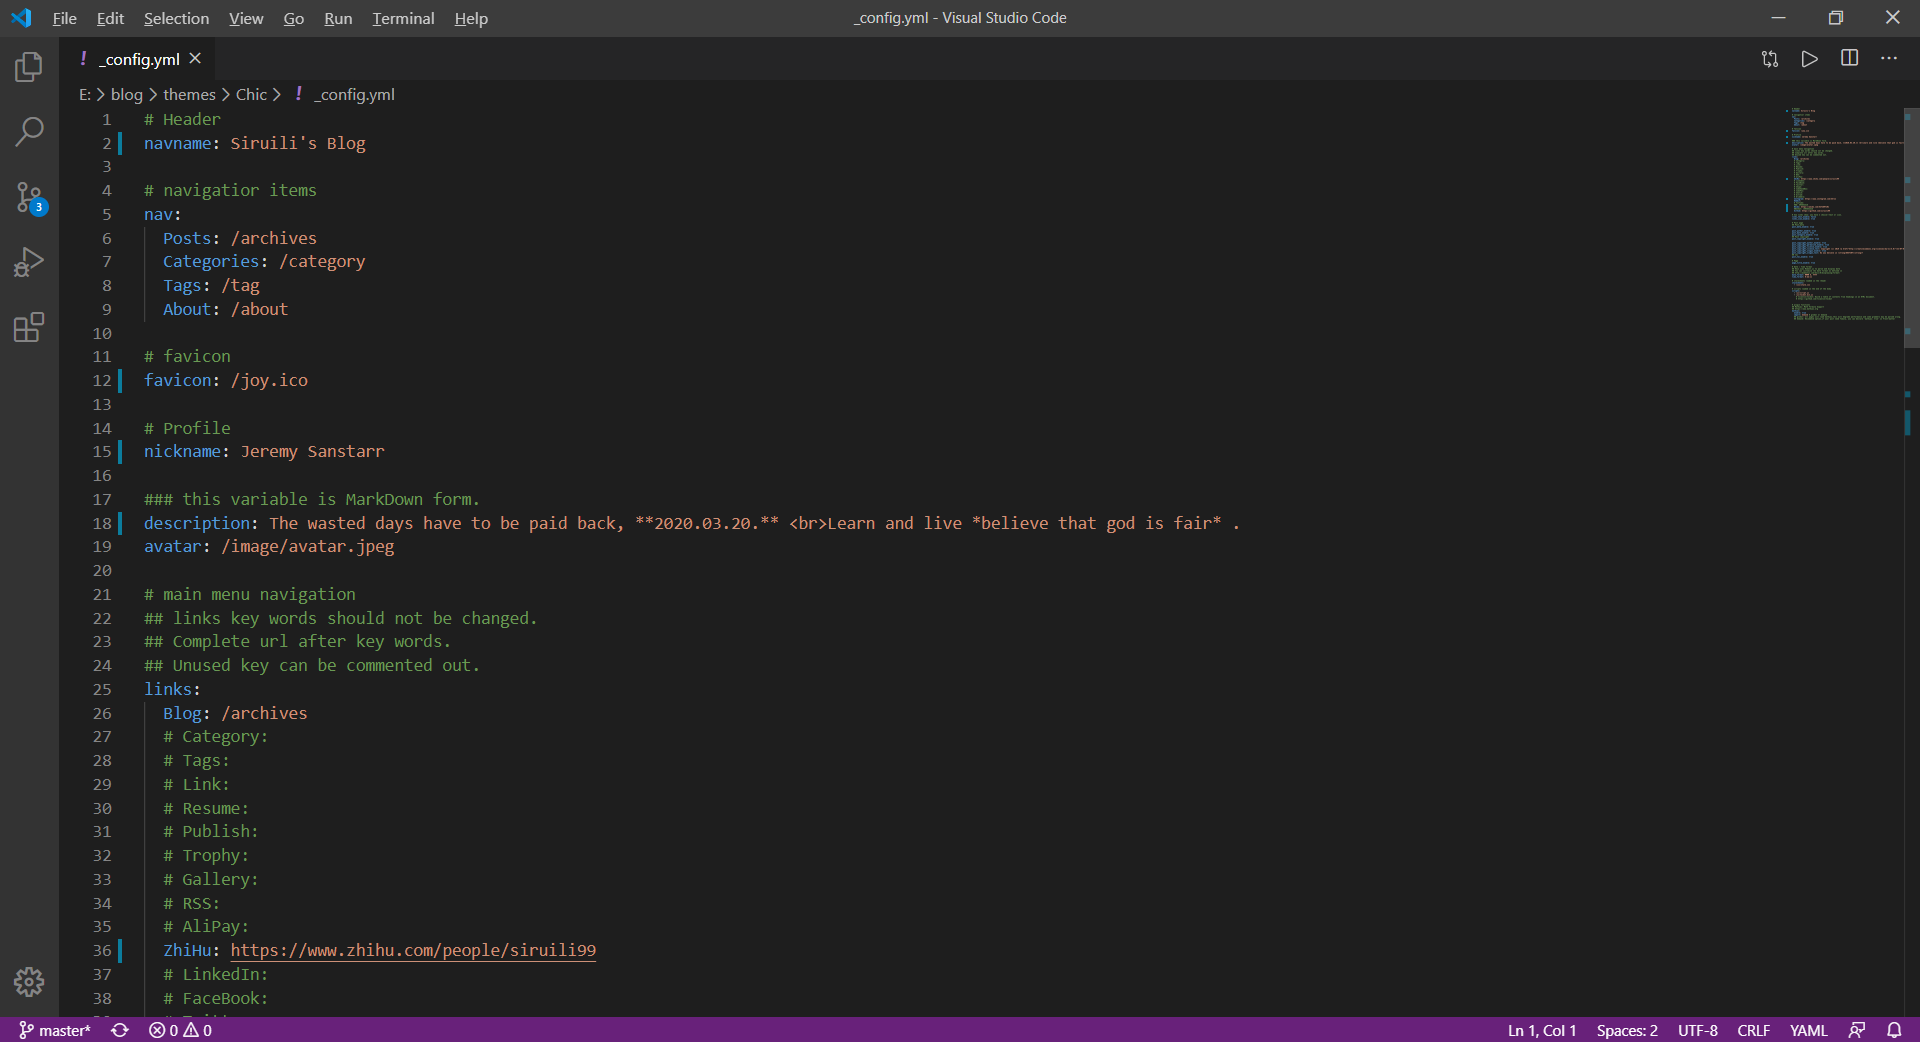 File Edit Selection View Go Run Terminal Help
_config.yml - Visual Studio Code
! _config.yml
E: > blog > themes > Chic > ! _config.yml
1 # Header
2 navname: Siruili's Blog
3
4 # navigatior items
5 nav:
6 Posts: /archives
7 Categories: /category
8 Tags: /tag
9 About: /about
10
11 # favicon
12 favicon: /joy.ico
13
14 # Profile
15 nickname: Jeremy Sanstarr
16
17 ### this variable is MarkDown form.
18 description: The wasted days have to be paid back, **2020.03.20.** <br>Learn and live *believe that god is fair* .
19 avatar: /image/avatar.jpeg
20
21 # main menu navigation
22 ## links key words should not be changed.
23 ## Complete url after key words.
24 ## Unused key can be commented out.
25 links:
26 Blog: /archives
27 # Category:
28 # Tags:
29 # Link:
30 # Resume:
31 # Publish:
32 # Trophy:
33 # Gallery:
34 # RSS:
35 # AliPay:
36 ZhiHu: https://www.zhihu.com/people/siruili99
37 # LinkedIn:
38 # FaceBook:
3
master* 0 0
Ln 1, Col 1 Spaces: 2 UTF-8 CRLF YAML